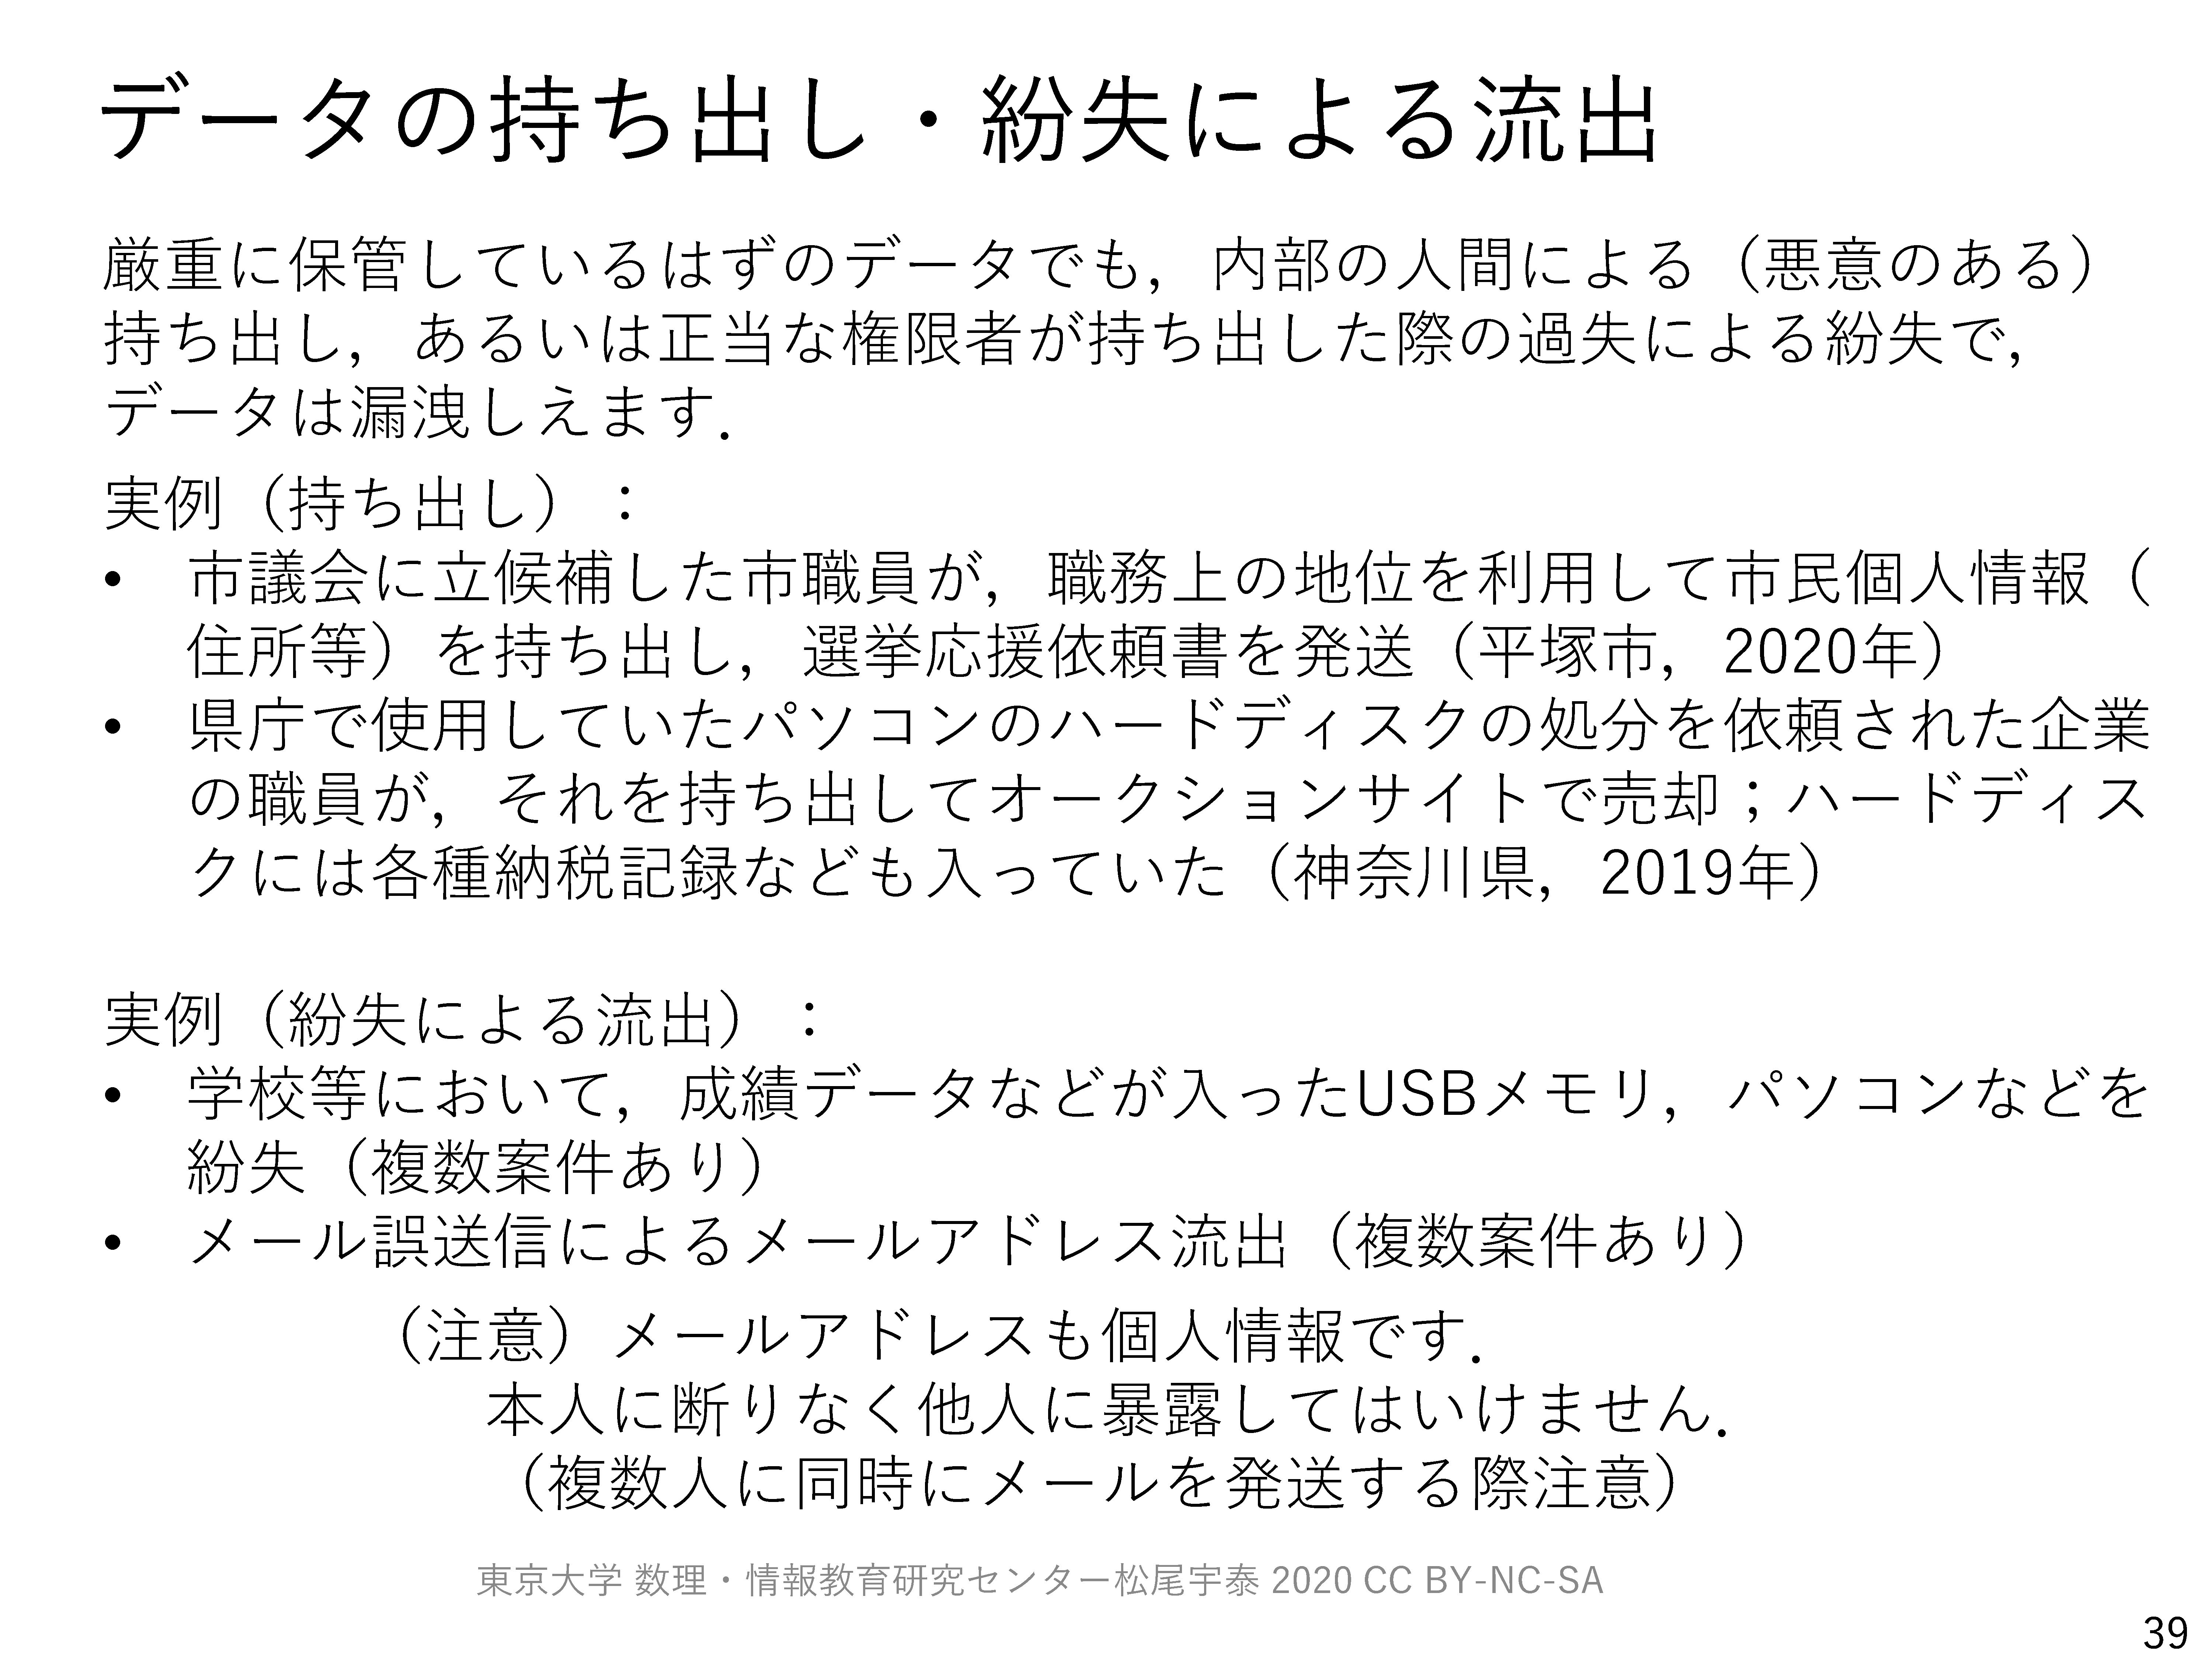 データの持ち出し・紛失による流出
厳重に保管しているはずのデータでも，内部の人間による（悪意のある）
持ち出し，あるいは正当な権限者が持ち出した際の過失による紛失で，
データは漏洩しえます．
実例（持ち出し）：
• 市議会に立候補した市職員が，職務上の地位を利用して市民個人情報（
住所等）を持ち出し，選挙応援依頼書を発送（平塚市，2020年）
• 県庁で使用していたパソコンのハードディスクの処分を依頼された企業
の職員が，それを持ち出してオークションサイトで売却；ハードディス
クには各種納税記録なども入っていた（神奈川県，2019年）
実例（紛失による流出）：
• 学校等において，成績データなどが入ったUSBメモリ，パソコンなどを
紛失（複数案件あり）
• メール誤送信によるメールアドレス流出（複数案件あり）
（注意）メールアドレスも個人情報です．
本人に断りなく他人に暴露してはいけません．
（複数人に同時にメールを発送する際注意）
東京大学 数理・情報教育研究センター松尾宇泰 2020 CC BY-NC-SA
39